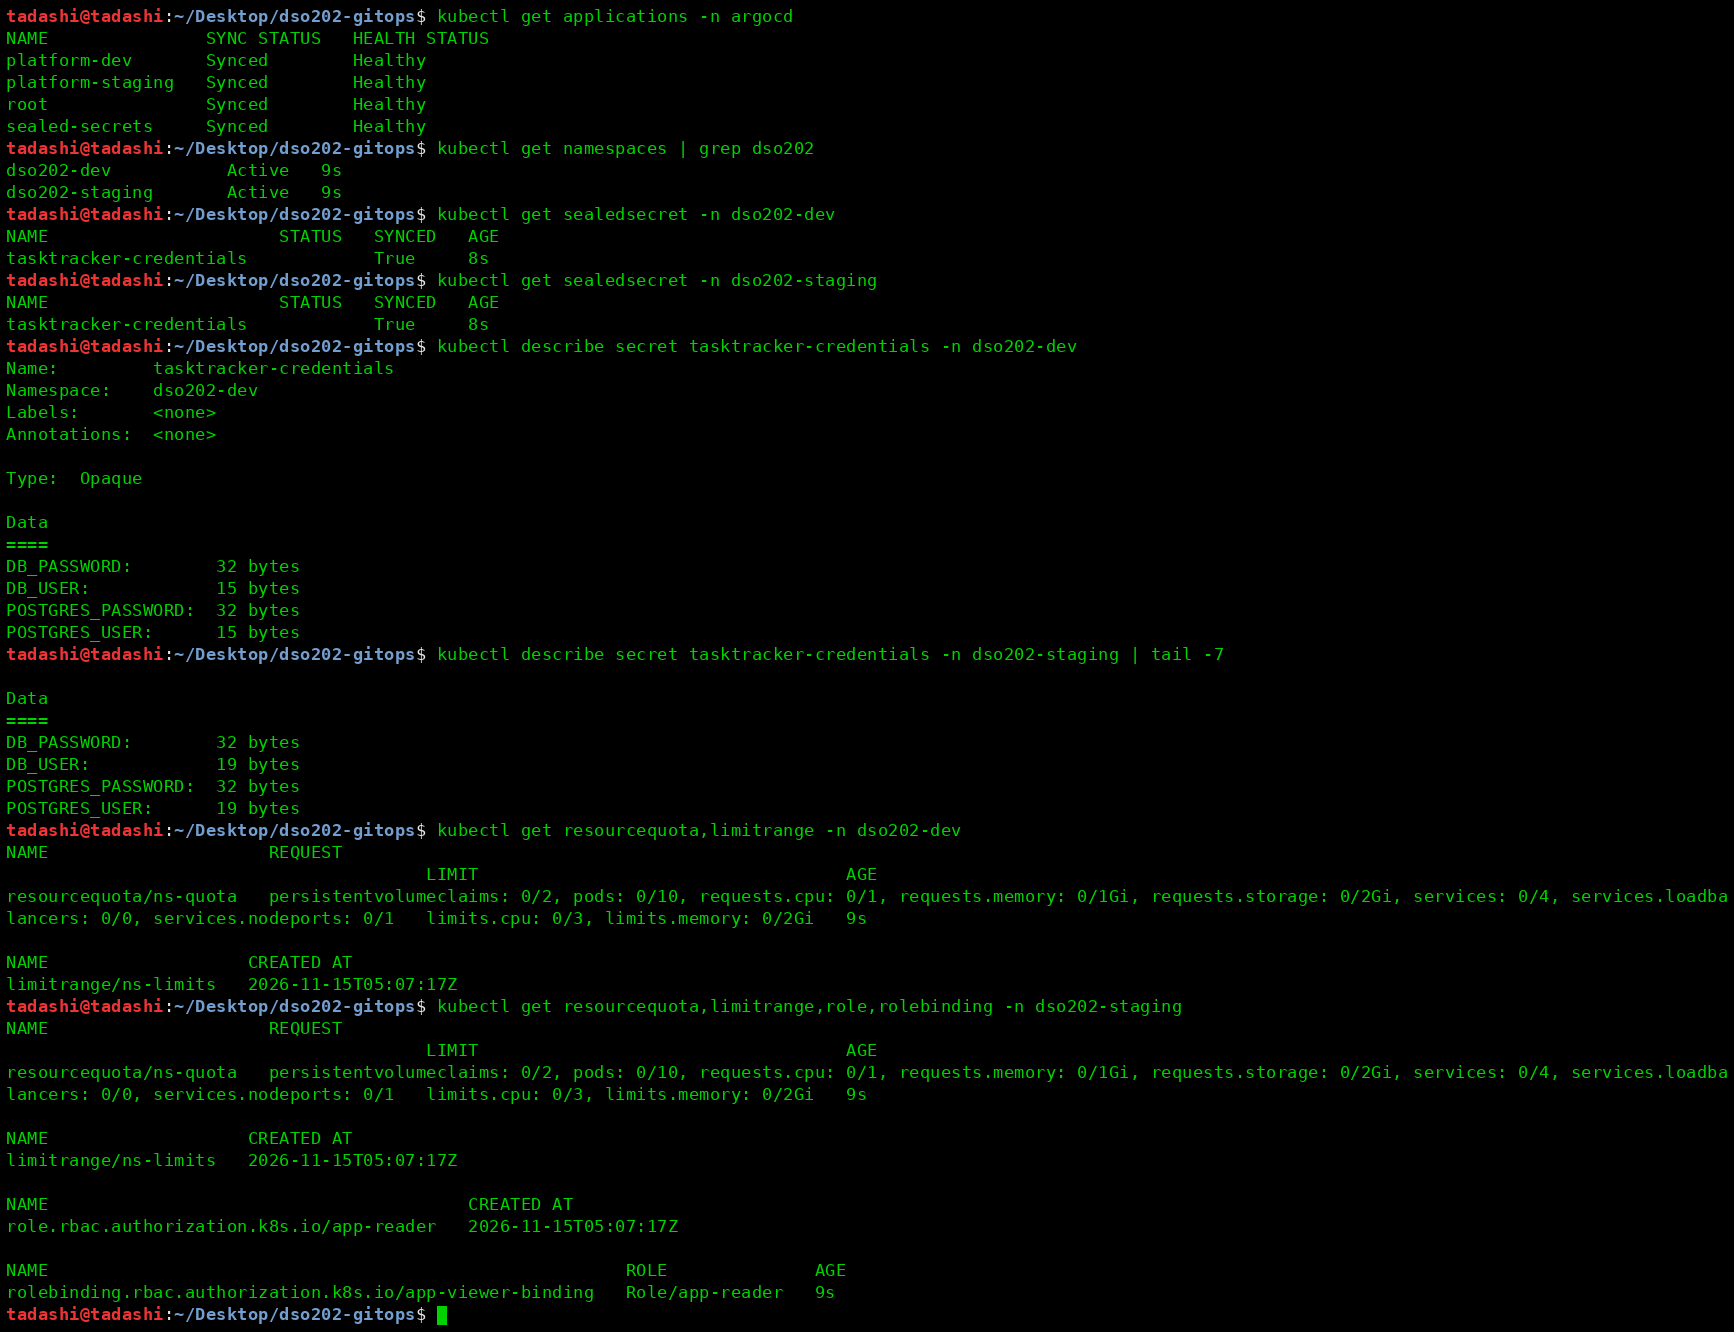 tadashi@tadashi:~/Desktop/dso202-gitops$ kubectl get applications -n argocd
NAME               SYNC STATUS   HEALTH STATUS
platform-dev       Synced        Healthy
platform-staging   Synced        Healthy
root               Synced        Healthy
sealed-secrets     Synced        Healthy
tadashi@tadashi:~/Desktop/dso202-gitops$ kubectl get namespaces | grep dso202
dso202-dev           Active   9s
dso202-staging       Active   9s
tadashi@tadashi:~/Desktop/dso202-gitops$ kubectl get sealedsecret -n dso202-dev
NAME                      STATUS   SYNCED   AGE
tasktracker-credentials            True     8s
tadashi@tadashi:~/Desktop/dso202-gitops$ kubectl get sealedsecret -n dso202-staging
NAME                      STATUS   SYNCED   AGE
tasktracker-credentials            True     8s
tadashi@tadashi:~/Desktop/dso202-gitops$ kubectl describe secret tasktracker-credentials -n dso202-dev
Name:         tasktracker-credentials
Namespace:    dso202-dev
Labels:       <none>
Annotations:  <none>

Type:  Opaque

Data
====
DB_PASSWORD:        32 bytes
DB_USER:            15 bytes
POSTGRES_PASSWORD:  32 bytes
POSTGRES_USER:      15 bytes
tadashi@tadashi:~/Desktop/dso202-gitops$ kubectl describe secret tasktracker-credentials -n dso202-staging | tail -7

Data
====
DB_PASSWORD:        32 bytes
DB_USER:            19 bytes
POSTGRES_PASSWORD:  32 bytes
POSTGRES_USER:      19 bytes
tadashi@tadashi:~/Desktop/dso202-gitops$ kubectl get resourcequota,limitrange -n dso202-dev
NAME                     REQUEST
                                        LIMIT                                   AGE
resourcequota/ns-quota   persistentvolumeclaims: 0/2, pods: 0/10, requests.cpu: 0/1, requests.memory: 0/1Gi, requests.storage: 0/2Gi, services: 0/4, services.loadba
lancers: 0/0, services.nodeports: 0/1   limits.cpu: 0/3, limits.memory: 0/2Gi   9s

NAME                   CREATED AT
limitrange/ns-limits   2026-11-15T05:07:17Z
tadashi@tadashi:~/Desktop/dso202-gitops$ kubectl get resourcequota,limitrange,role,rolebinding -n dso202-staging
NAME                     REQUEST
                                        LIMIT                                   AGE
resourcequota/ns-quota   persistentvolumeclaims: 0/2, pods: 0/10, requests.cpu: 0/1, requests.memory: 0/1Gi, requests.storage: 0/2Gi, services: 0/4, services.loadba
lancers: 0/0, services.nodeports: 0/1   limits.cpu: 0/3, limits.memory: 0/2Gi   9s

NAME                   CREATED AT
limitrange/ns-limits   2026-11-15T05:07:17Z

NAME                                        CREATED AT
role.rbac.authorization.k8s.io/app-reader   2026-11-15T05:07:17Z

NAME                                                       ROLE              AGE
rolebinding.rbac.authorization.k8s.io/app-viewer-binding   Role/app-reader   9s
tadashi@tadashi:~/Desktop/dso202-gitops$